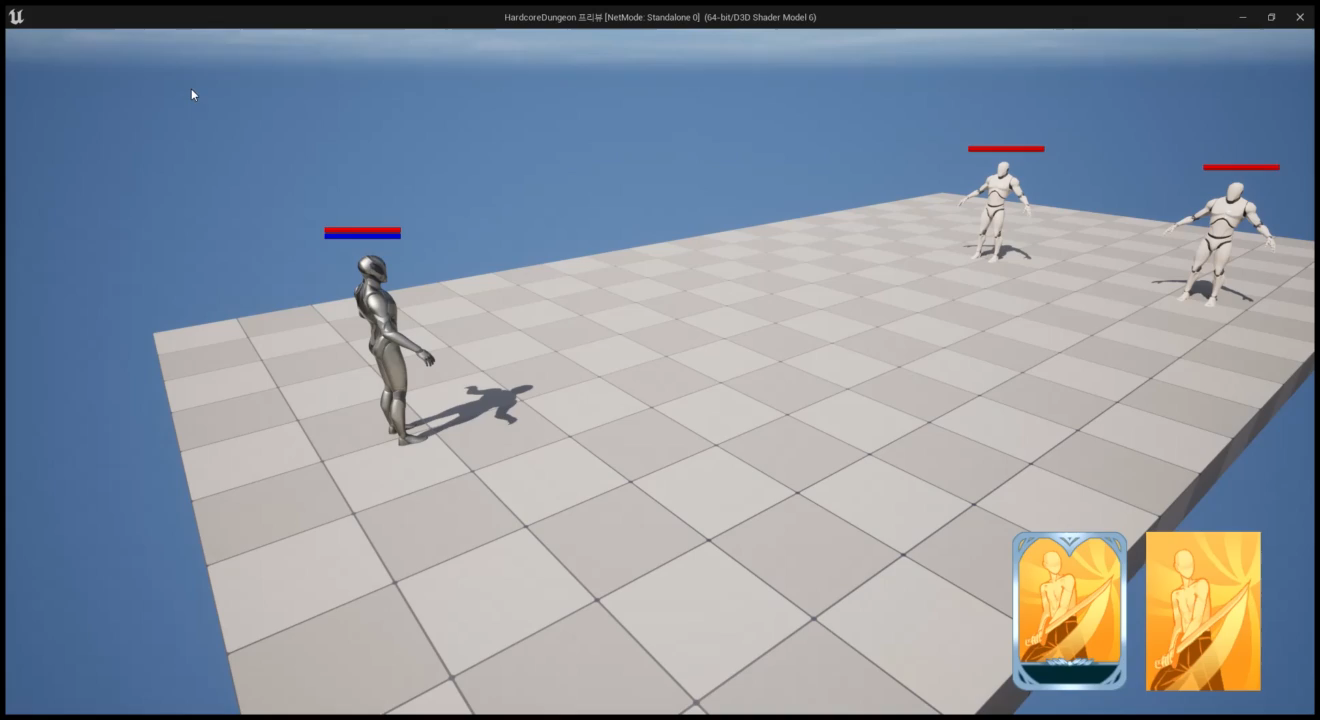 HardcoreDungeon 프리뷰 [NetMode: Standalone 0]  (64-bit/D3D Shader Model 6)